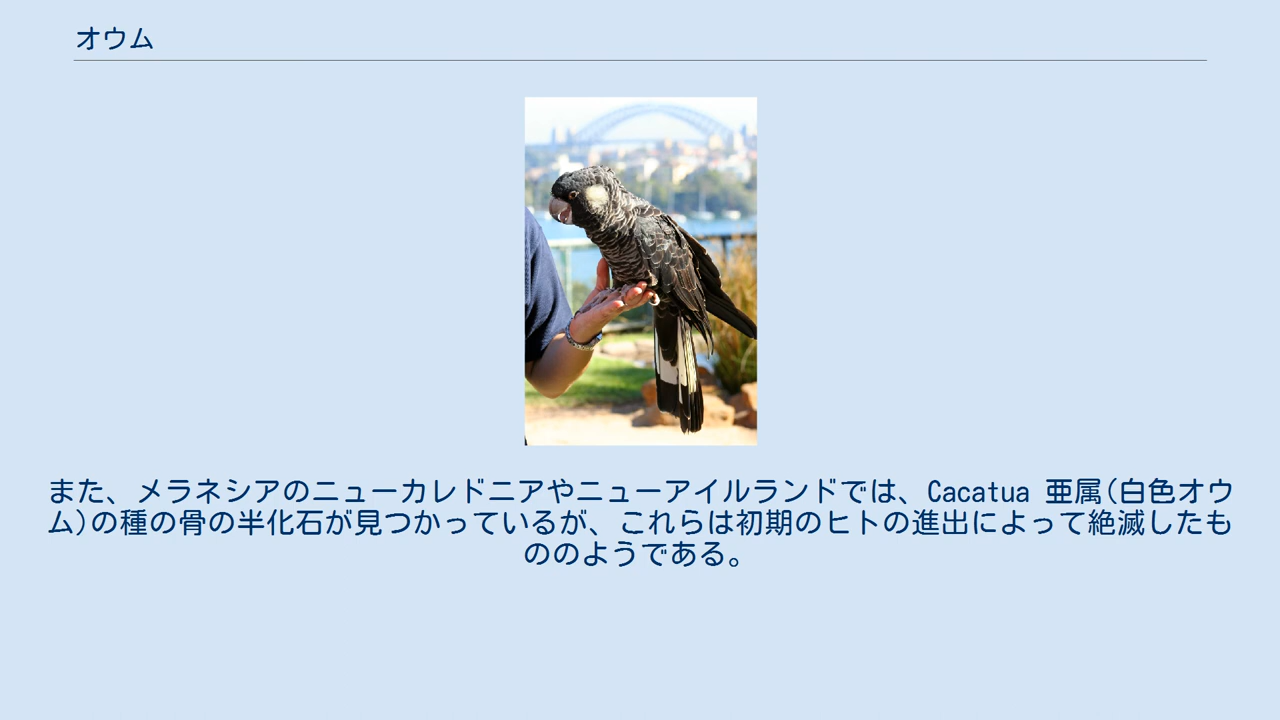 オウム
また、メラネシアのニューカレドニアやニューアイルランドでは、Cacatua 亜属(白色オウ
ム)の種の骨の半化石が見つかっているが、これらは初期のヒトの進出によって絶滅したも
ののようである。